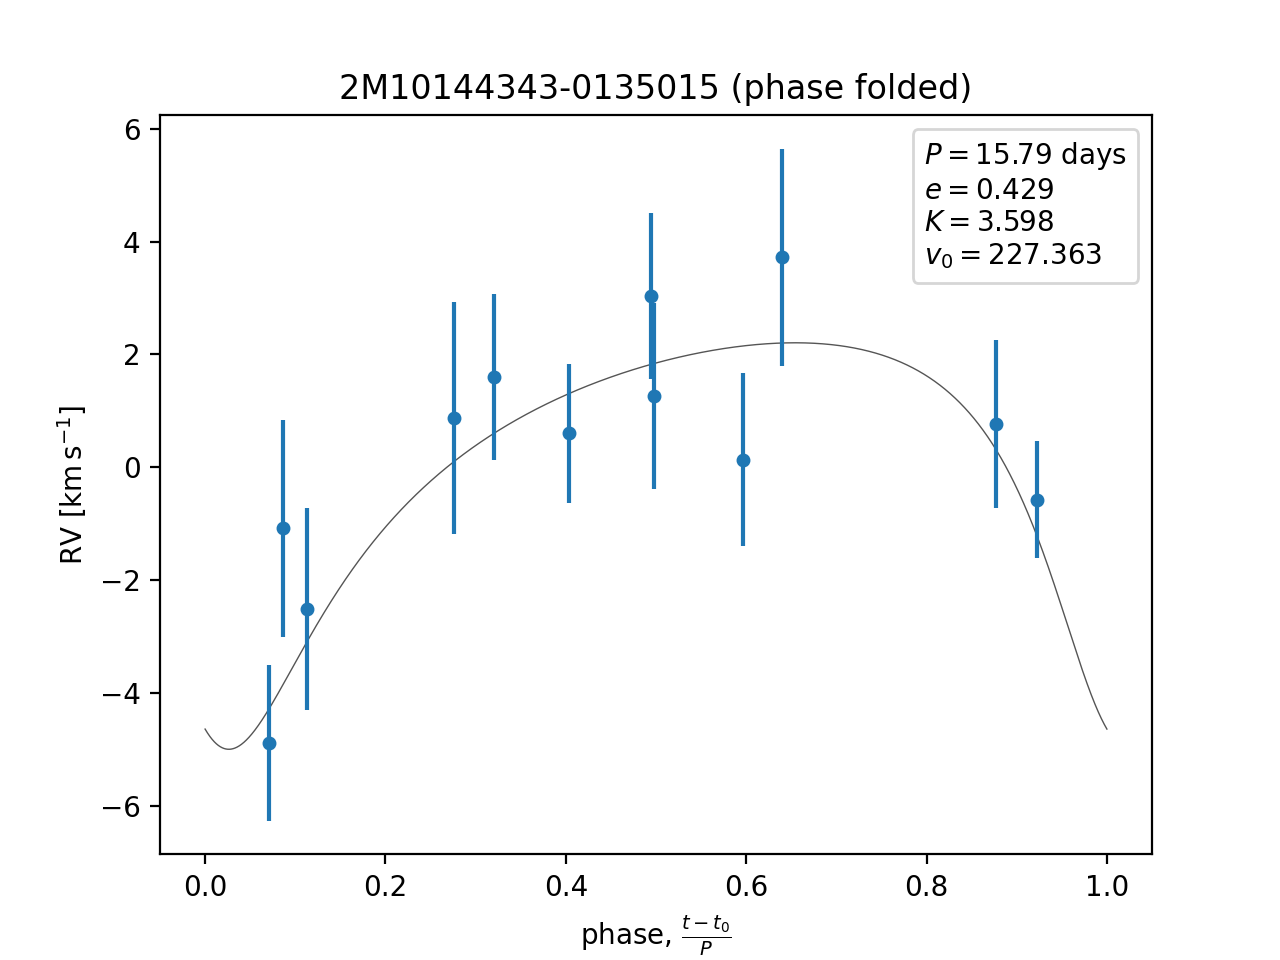 2M10144343-0135015 (phase folded)
P = 15.79 days
e = 0.429
K = 3.598
v₀ = 227.363
6
4
2
0
−2
−4
−6
RV [km s⁻¹]
0.0 0.2 0.4 0.6 0.8 1.0
phase, (t − t₀)/P